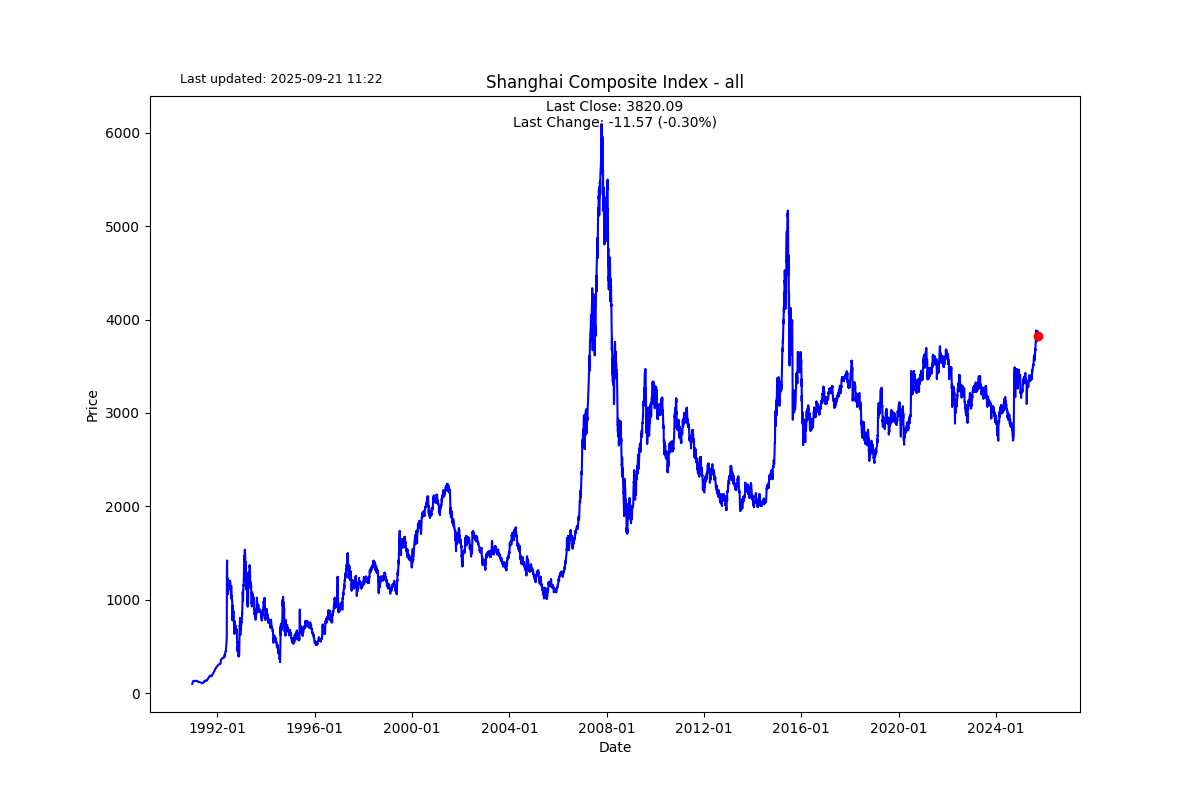 Last updated: 2025-09-21 11:22
Shanghai Composite Index - all
Last Close: 3820.09
Last Change: -11.57 (-0.30%)
6000
5000
4000
3000
2000
1000
0
Price
1992-01 1996-01 2000-01 2004-01 2008-01 2012-01 2016-01 2020-01 2024-01
Date